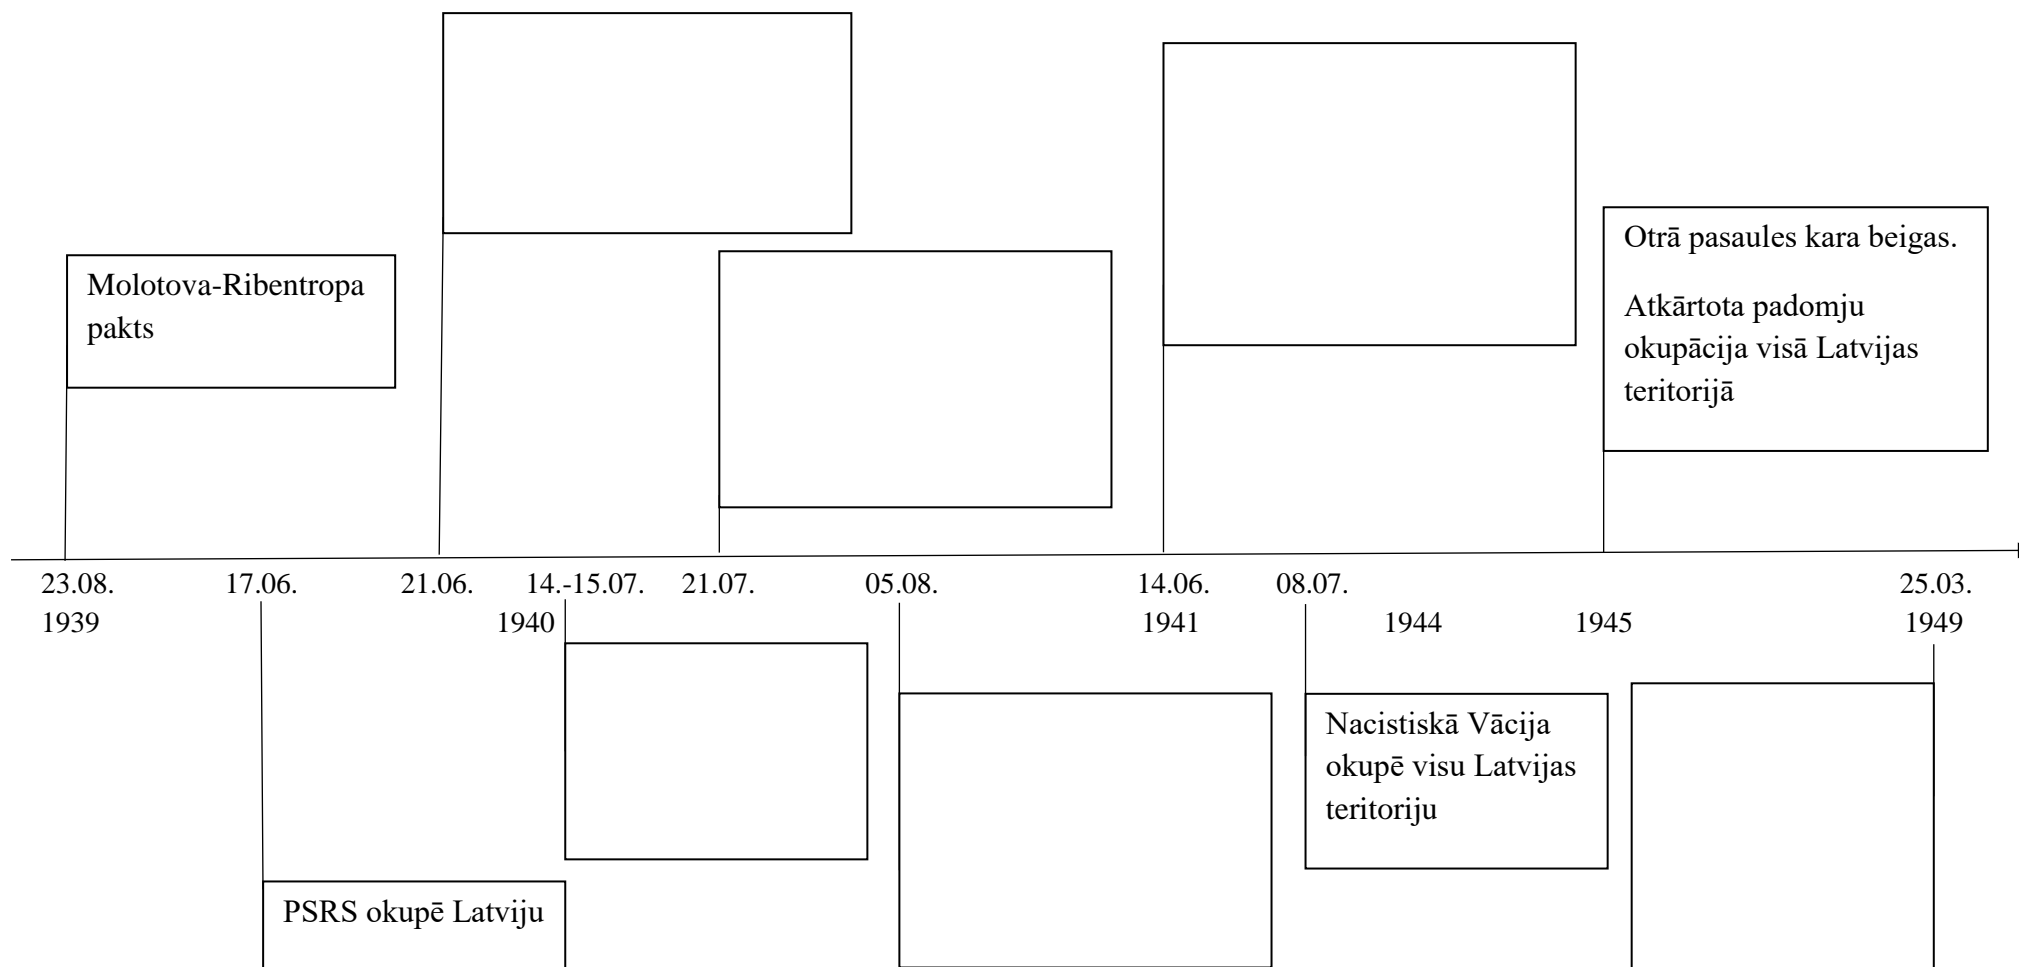 Otrā pasaules kara beigas.
Atkārtota padomju
okupācija visā Latvijas
teritorijā
Molotova-Ribentropa
pakts
23.08. 17.06. 21.06. 14.-15.07. 21.07. 05.08. 14.06. 08.07. 25.03.
1939 1940 1941 1944 1945 1949
Nacistiskā Vācija
okupē visu Latvijas
teritoriju
PSRS okupē Latviju